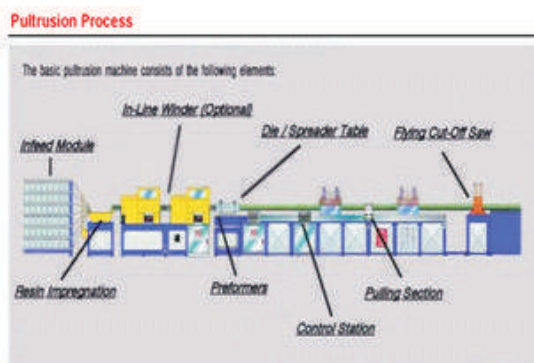 Pultrusion Process
The basic pultrusion machine consists of the following elements:
In-Line Winder (Optional)
Die / Spreader Table
Flying Cut-Off Saw
Infeed Module
Resin Impregnation
Preformers
Pulling Section
Control Station